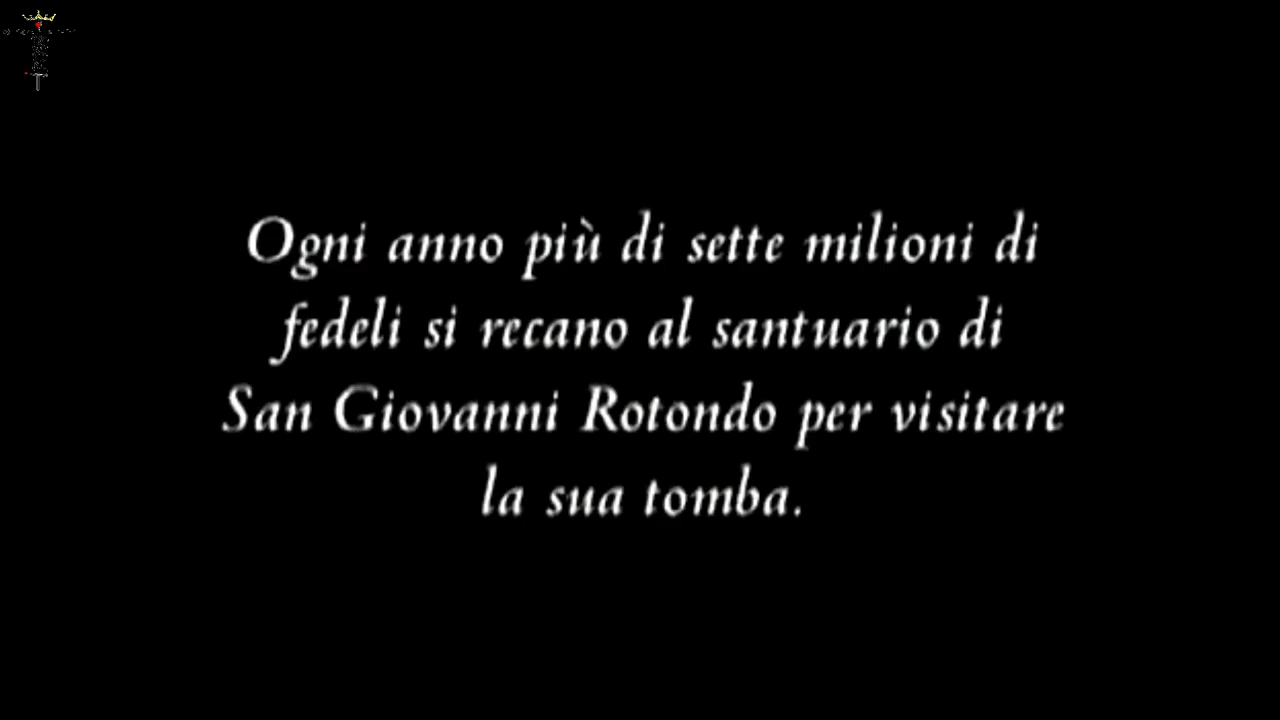 Ogni anno più di sette milioni di
fedeli si recano al santuario di
San Giovanni Rotondo per visitare
la sua tomba.